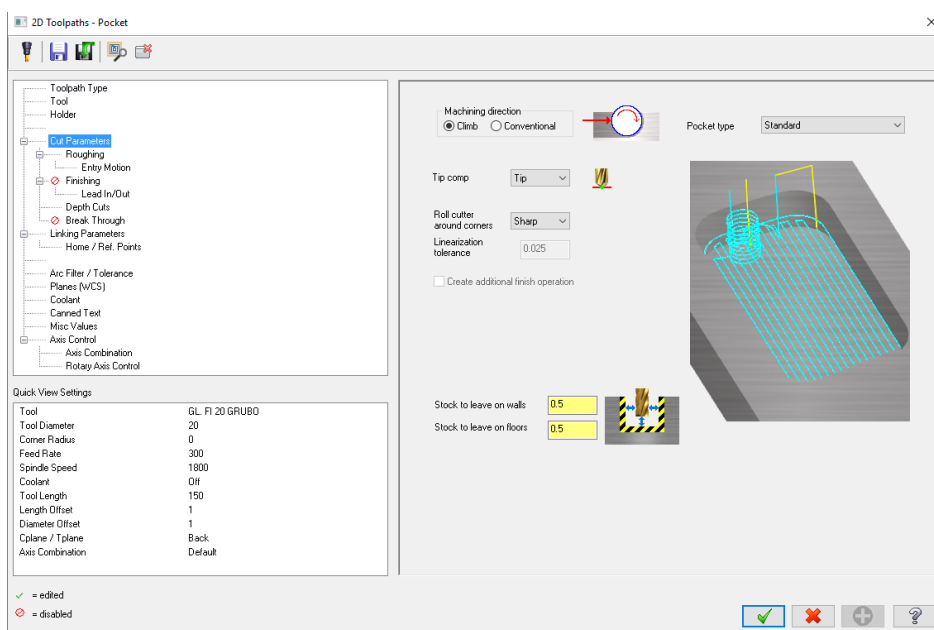 2D Toolpaths - Pocket
Toolpath Type
Tool
Holder
Cut Parameters
Roughing
Entry Motion
Finishing
Lead In/Out
Depth Cuts
Break Through
Linking Parameters
Home / Ref. Points
Arc Filter / Tolerance
Planes (WCS)
Coolant
Canned Text
Misc Values
Axis Control
Axis Combination
Rotary Axis Control
Quick View Settings
Tool GL. FI 20 GRUBO
Tool Diameter 20
Corner Radius 0
Feed Rate 300
Spindle Speed 1800
Coolant Off
Tool Length 150
Length Offset 1
Diameter Offset 1
Cplane / Tplane Back
Axis Combination Default
= edited
= disabled
Machining direction
Climb Conventional
Pocket type Standard
Tip comp Tip
Roll cutter
around corners Sharp
Linearization
tolerance 0.025
Create additional finish operation
Stock to leave on walls 0.5
Stock to leave on floors 0.5